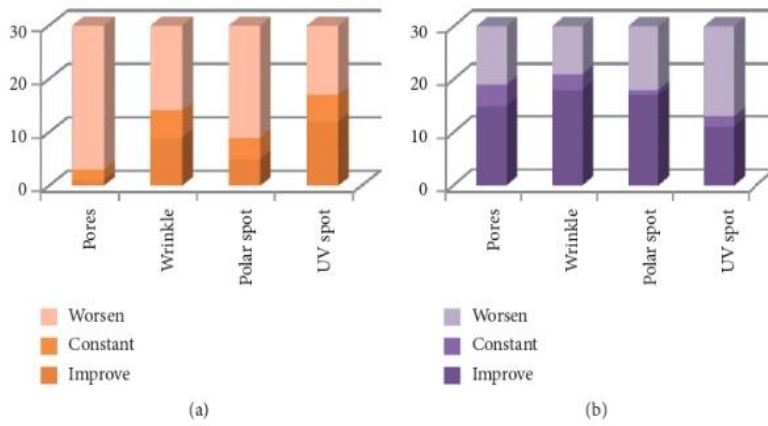 30
20
10
0
Pores
Wrinkle
Polar spot
UV spot
Worsen
Constant
Improve
(a)
30
20
10
0
Pores
Wrinkle
Polar spot
UV spot
Worsen
Constant
Improve
(b)